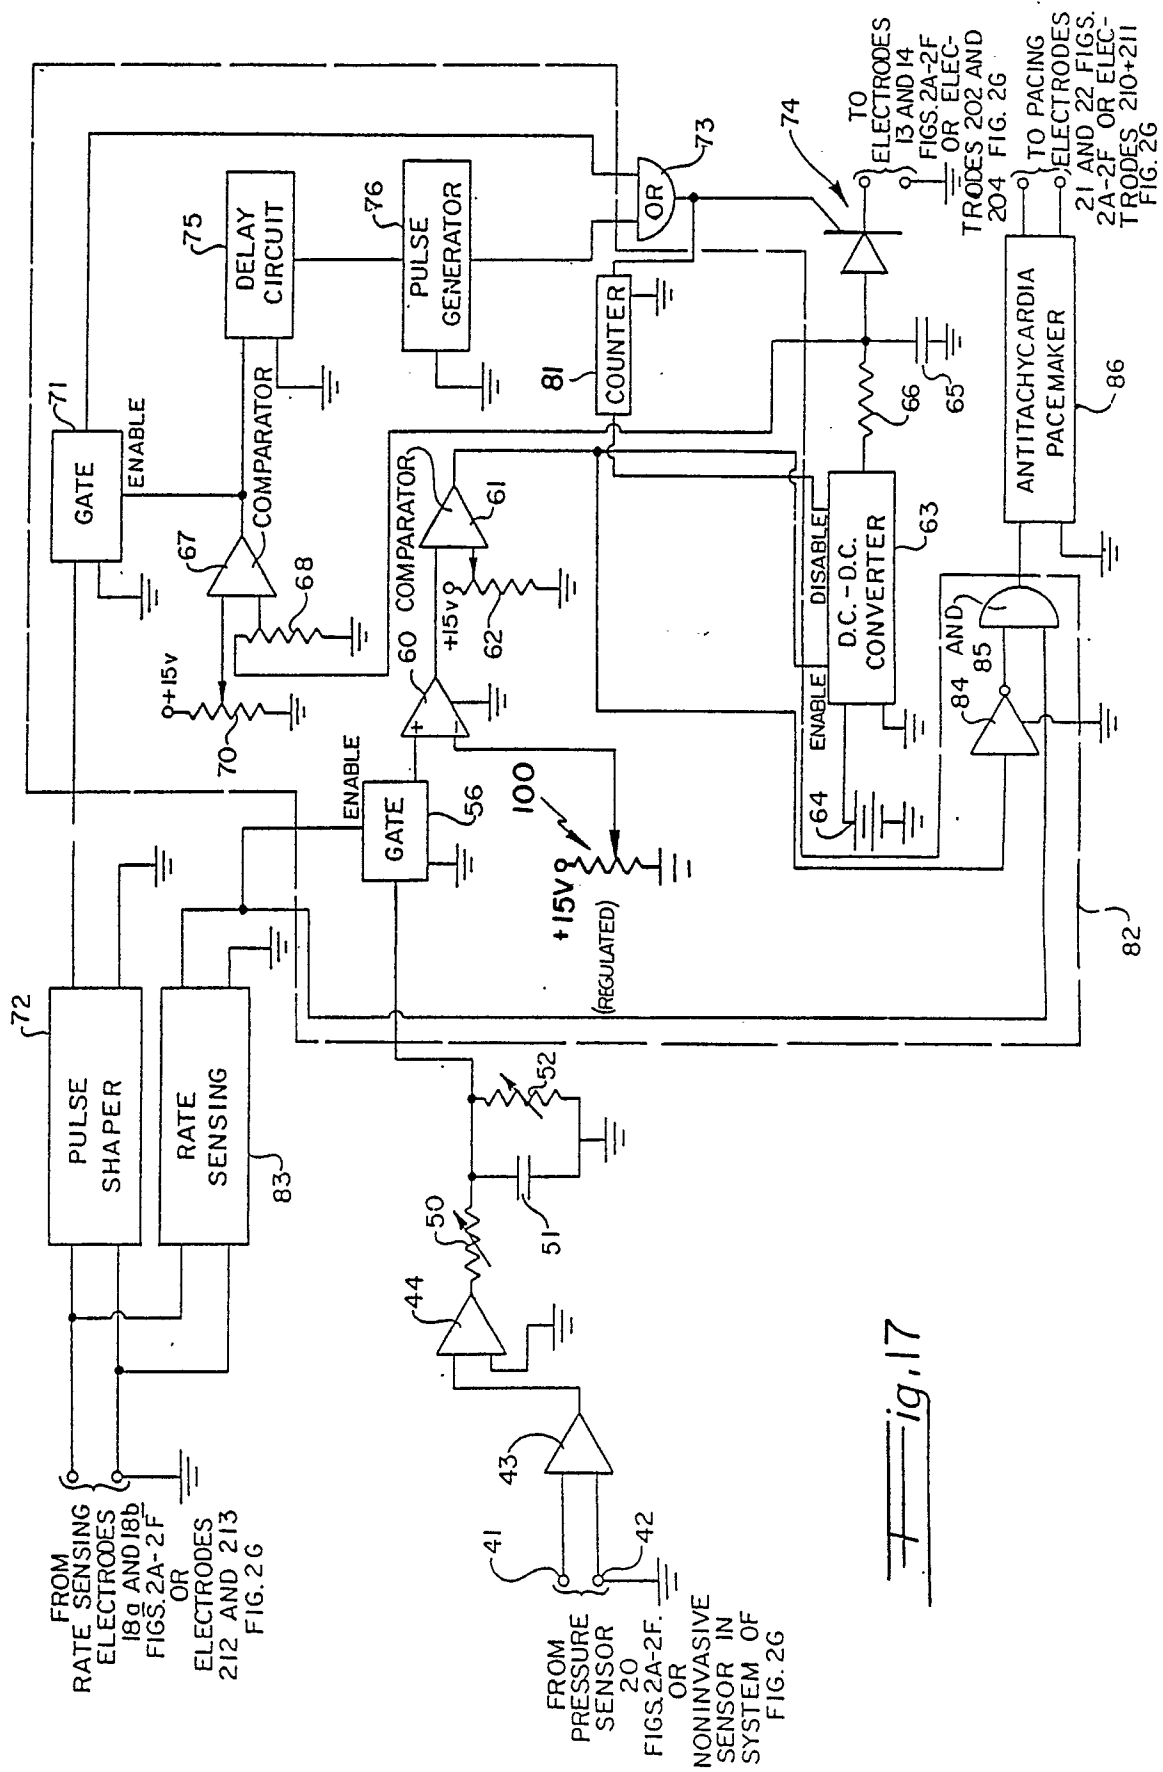 FROM
RATE SENSING
ELECTRODES
18a AND 18b
FIGS. 2A-2F
OR
ELECTRODES
212 AND 213
FIG. 2G
72
PULSE
SHAPER
RATE
SENSING
83
71
GATE
ENABLE
75
DELAY
CIRCUIT
76
PULSE
GENERATOR
OR
73
67
COMPARATOR
68
+15v
70
81
COUNTER
74
TO
ELECTRODES
13 AND 14
FIGS. 2A-2F
OR ELEC-
TRODES 202 AND
204 FIG. 2G
ENABLE
GATE
56
60
+
–
COMPARATOR
61
+15v
62
100
+15V
(REGULATED)
66
65
DISABLE
ENABLE
D.C.-D.C.
CONVERTER
63
64
TO PACING
ELECTRODES
21 AND 22 FIGS.
2A-2F OR ELEC-
TRODES 210+211
FIG. 2G
ANTITACHYCARDIA
PACEMAKER
86
AND
85
84
82
FROM
PRESSURE
SENSOR
20
FIGS.2A-2F.
OR
NONINVASIVE
SENSOR IN
SYSTEM OF
FIG. 2G
41
42
43
44
50
51
52
Fig. 17